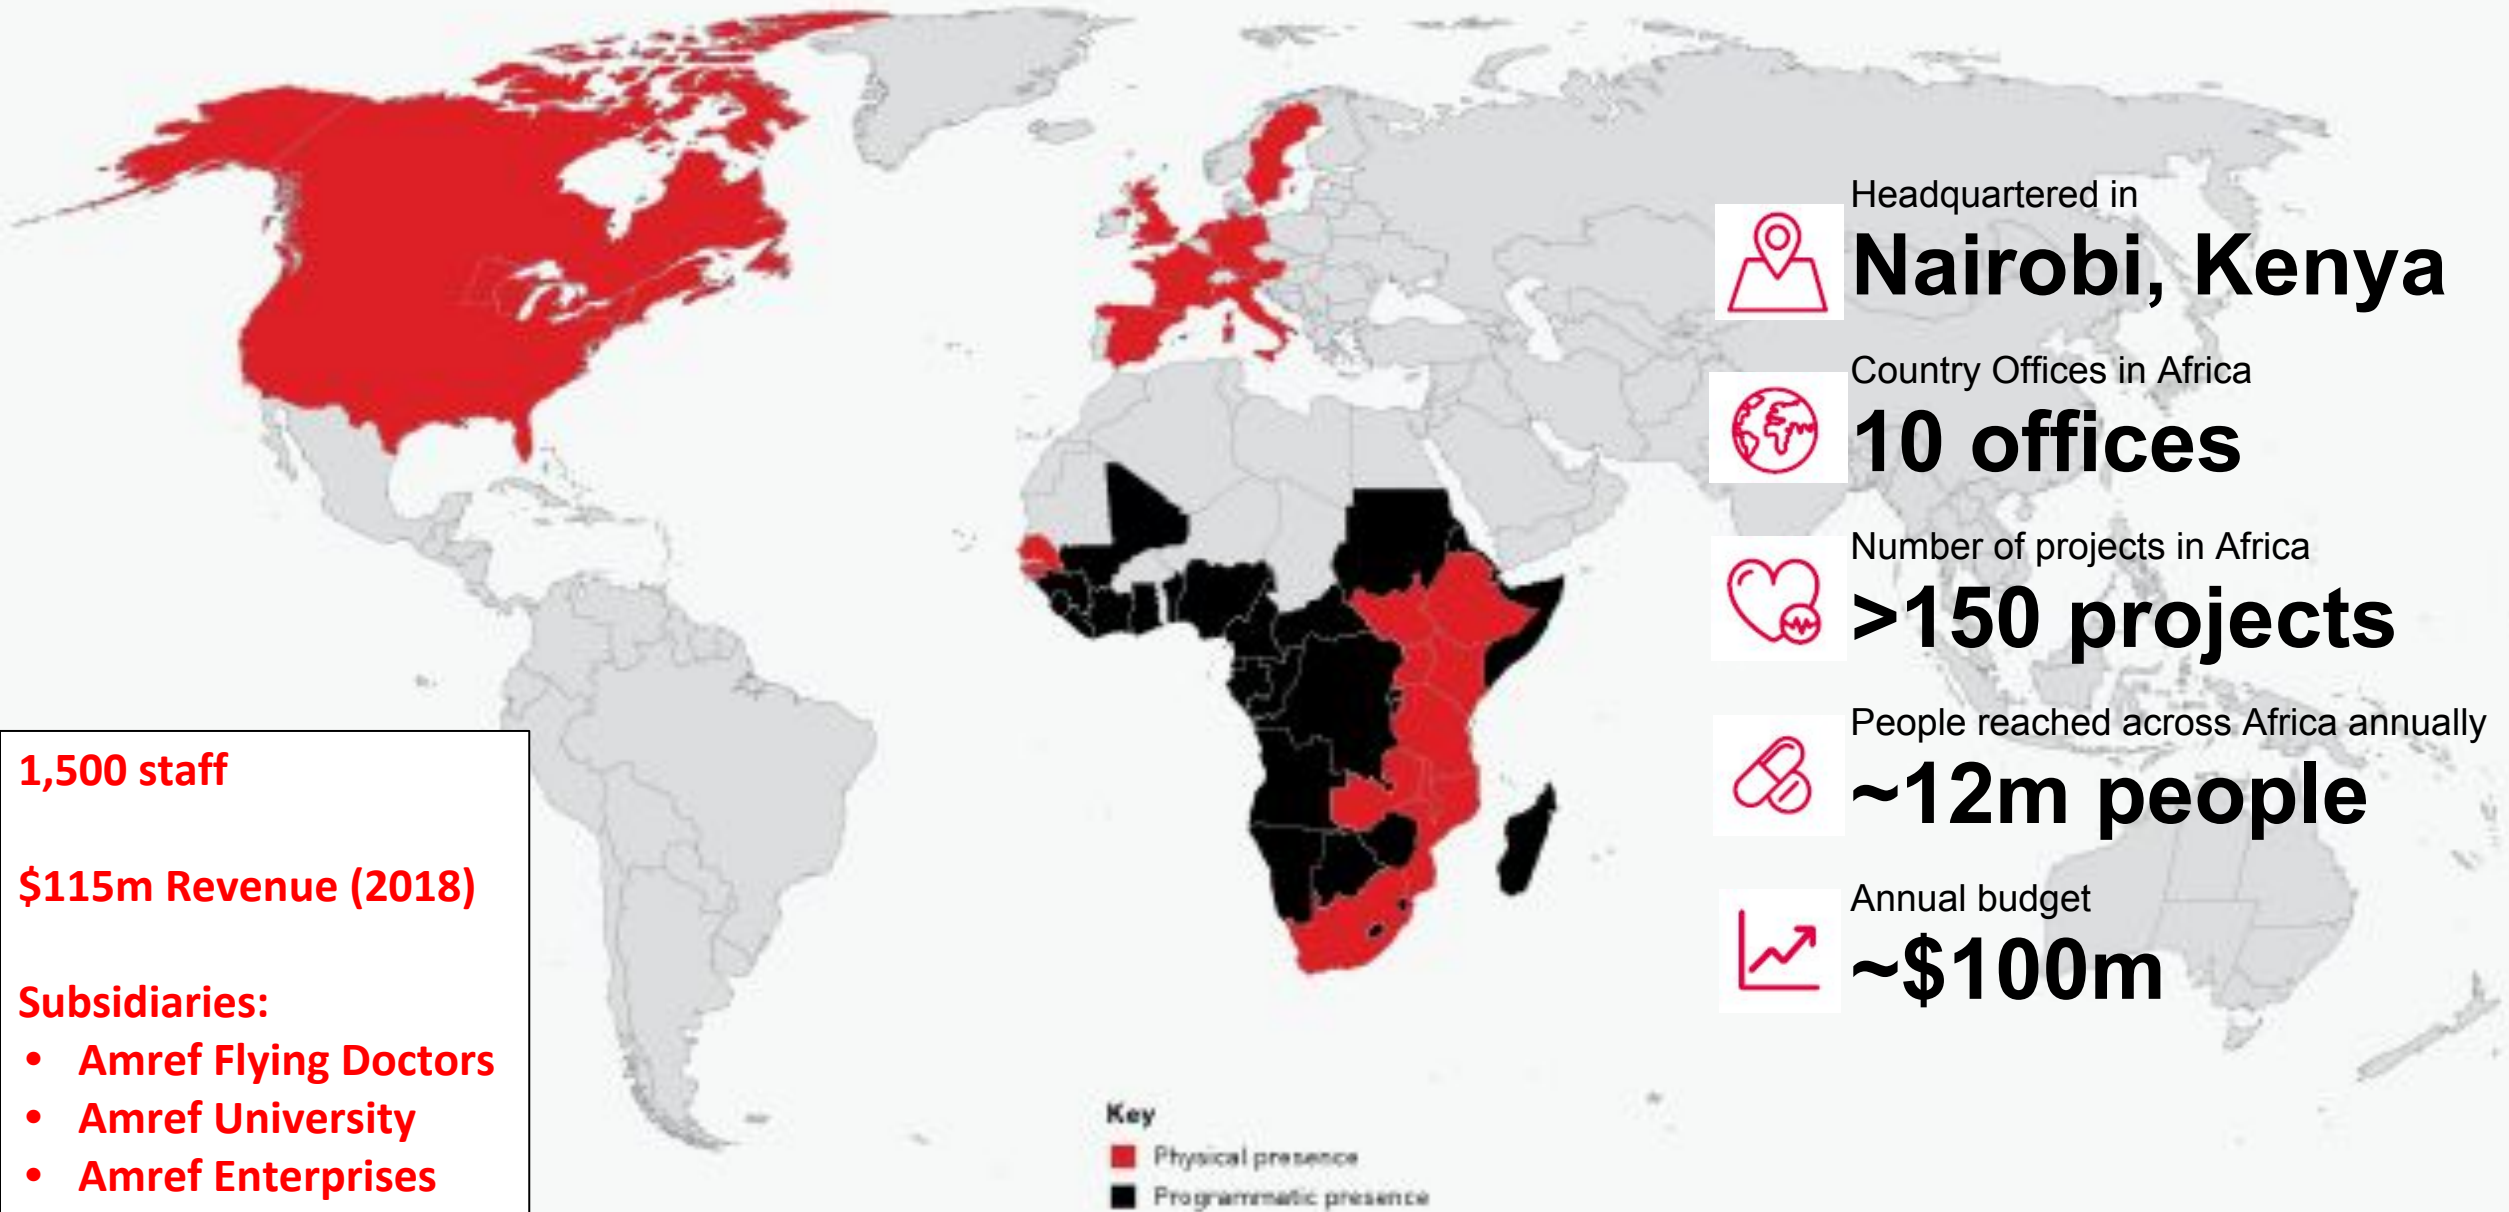 Headquartered in
Nairobi, Kenya
Country Offices in Africa
10 offices
Number of projects in Africa
>150 projects
People reached across Africa annually
~12m people
Annual budget
~$100m
1,500 staff
$115m Revenue (2018)
Subsidiaries:
• Amref Flying Doctors
• Amref University
• Amref Enterprises
Key
Physical presence
Programmatic presence